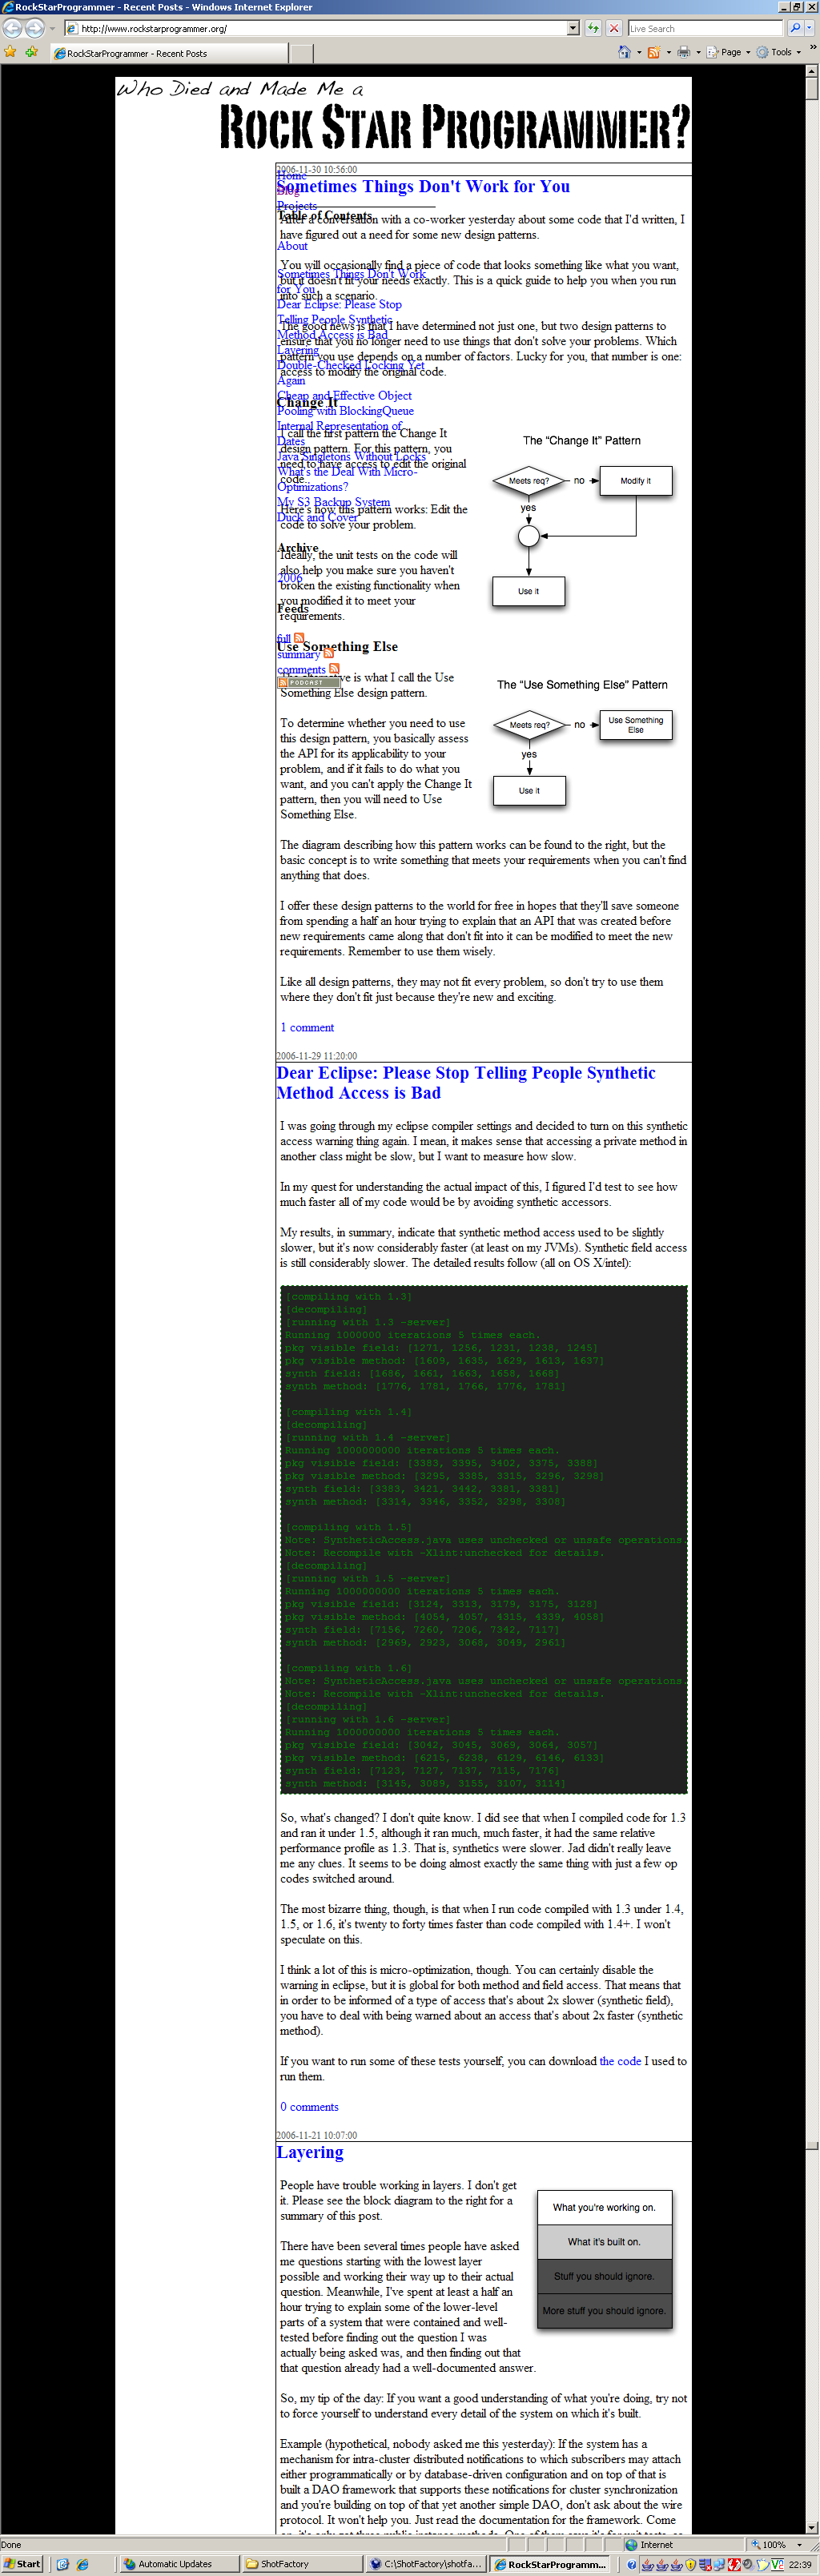 RockStarProgrammer - Recent Posts - Windows Internet Explorer
http://www.rockstarprogrammer.org/
Live Search
RockStarProgrammer - Recent Posts
Page
Tools
Who Died and Made Me a
Rock Star Programmer?
2006-11-30 10:56:00
Home
Blog
Projects
Sometimes Things Don't Work for You
Table of Contents
After a conversation with a co-worker yesterday about some code that I'd written, I
have figured out a need for some new design patterns.
About
You will occasionally find a piece of code that looks something like what you want,
but it doesn't fit your needs exactly. This is a quick guide to help you when you run
into such a scenario.
Sometimes Things Don't Work
for You
Dear Eclipse: Please Stop
Telling People Synthetic
Method Access is Bad
Layering
Double-Checked Locking Yet
Again
Cheap and Effective Object
Pooling with BlockingQueue
Internal Representation of
Dates
Java Singletons Without Locks
What's the Deal With Micro-
Optimizations?
My S3 Backup System
Duck and Cover
Archive
2006
Feeds
full
summary
comments
PODCAST
The good news is that I have determined not just one, but two design patterns to
ensure that you no longer need to use things that don't solve your problems. Which
pattern you use depends on a number of factors. Lucky for you, that number is one:
access to modify the original code.
Change It
I call the first pattern the Change It
design pattern. For this pattern, you
need to have access to edit the original
code.
Here's how this pattern works: Edit the
code to solve your problem.
Ideally, the unit tests on the code will
also help you make sure you haven't
broken the existing functionality when
you modified it to meet your
requirements.
The "Change It" Pattern
Meets req?
no
Modify it
yes
Use it
Use Something Else
The alternative is what I call the Use
Something Else design pattern.
To determine whether you need to use
this design pattern, you basically assess
the API for its applicability to your
problem, and if it fails to do what you
want, and you can't apply the Change It
pattern, then you will need to Use
Something Else.
The "Use Something Else" Pattern
Meets req?
no
Use Something
Else
yes
Use it
The diagram describing how this pattern works can be found to the right, but the
basic concept is to write something that meets your requirements when you can't find
anything that does.
I offer these design patterns to the world for free in hopes that they'll save someone
from spending a half an hour trying to explain that an API that was created before
new requirements came along that don't fit into it can be modified to meet the new
requirements. Remember to use them wisely.
Like all design patterns, they may not fit every problem, so don't try to use them
where they don't fit just because they're new and exciting.
1 comment
2006-11-29 11:20:00
Dear Eclipse: Please Stop Telling People Synthetic
Method Access is Bad
I was going through my eclipse compiler settings and decided to turn on this synthetic
access warning thing again. I mean, it makes sense that accessing a private method in
another class might be slow, but I want to measure how slow.
In my quest for understanding the actual impact of this, I figured I'd test to see how
much faster all of my code would be by avoiding synthetic accessors.
My results, in summary, indicate that synthetic method access used to be slightly
slower, but it's now considerably faster (at least on my JVMs). Synthetic field access
is still considerably slower. The detailed results follow (all on OS X/intel):
[compiling with 1.3]
[decompiling]
[running with 1.3 -server]
Running 1000000 iterations 5 times each.
pkg visible field: [1271, 1256, 1231, 1238, 1245]
pkg visible method: [1609, 1635, 1629, 1613, 1637]
synth field: [1686, 1661, 1663, 1658, 1668]
synth method: [1776, 1781, 1766, 1776, 1781]
[compiling with 1.4]
[decompiling]
[running with 1.4 -server]
Running 1000000000 iterations 5 times each.
pkg visible field: [3383, 3395, 3402, 3375, 3388]
pkg visible method: [3295, 3385, 3315, 3296, 3298]
synth field: [3383, 3421, 3442, 3381, 3381]
synth method: [3314, 3346, 3352, 3298, 3308]
[compiling with 1.5]
Note: SyntheticAccess.java uses unchecked or unsafe operations.
Note: Recompile with -Xlint:unchecked for details.
[decompiling]
[running with 1.5 -server]
Running 1000000000 iterations 5 times each.
pkg visible field: [3124, 3313, 3179, 3175, 3128]
pkg visible method: [4054, 4057, 4315, 4339, 4058]
synth field: [7156, 7260, 7206, 7342, 7117]
synth method: [2969, 2923, 3068, 3049, 2961]
[compiling with 1.6]
Note: SyntheticAccess.java uses unchecked or unsafe operations.
Note: Recompile with -Xlint:unchecked for details.
[decompiling]
[running with 1.6 -server]
Running 1000000000 iterations 5 times each.
pkg visible field: [3042, 3045, 3069, 3064, 3057]
pkg visible method: [6215, 6238, 6129, 6146, 6133]
synth field: [7123, 7127, 7137, 7115, 7176]
synth method: [3145, 3089, 3155, 3107, 3114]
So, what's changed? I don't quite know. I did see that when I compiled code for 1.3
and ran it under 1.5, although it ran much, much faster, it had the same relative
performance profile as 1.3. That is, synthetics were slower. Jad didn't really leave
me any clues. It seems to be doing almost exactly the same thing with just a few op
codes switched around.
The most bizarre thing, though, is that when I run code compiled with 1.3 under 1.4,
1.5, or 1.6, it's twenty to forty times faster than code compiled with 1.4+. I won't
speculate on this.
I think a lot of this is micro-optimization, though. You can certainly disable the
warning in eclipse, but it is global for both method and field access. That means that
in order to be informed of a type of access that's about 2x slower (synthetic field),
you have to deal with being warned about an access that's about 2x faster (synthetic
method).
If you want to run some of these tests yourself, you can download the code I used to
run them.
0 comments
2006-11-21 10:07:00
Layering
People have trouble working in layers. I don't get
it. Please see the block diagram to the right for a
summary of this post.
There have been several times people have asked
me questions starting with the lowest layer
possible and working their way up to their actual
question. Meanwhile, I've spent at least a half an
hour trying to explain some of the lower-level
parts of a system that were contained and well-
tested before finding out the question I was
actually being asked was, and then finding out that
that question already had a well-documented answer.
What you're working on.
What it's built on.
Stuff you should ignore.
More stuff you should ignore.
So, my tip of the day: If you want a good understanding of what you're doing, try not
to force yourself to understand every detail of the system on which it's built.
Example (hypothetical, nobody asked me this yesterday): If the system has a
mechanism for intra-cluster distributed notifications to which subscribers may attach
either programmatically or by database-driven configuration and on top of that is
built a DAO framework that supports these notifications for cluster synchronization
and you're building on top of that yet another simple DAO, don't ask about the wire
protocol. It won't help you. Just read the documentation for the framework. Come
Done
Internet
100%
Start
Automatic Updates
ShotFactory
C:\ShotFactory\shotfa...
RockStarProgramm...
22:39